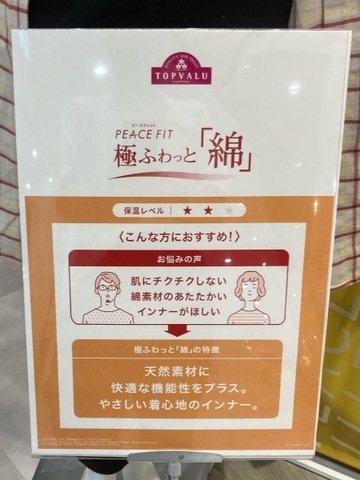 TOPVALU
ピースフィット
PEACE FIT
極ふわっと「綿」
保温レベル ★ ★ ★
〈こんな方におすすめ!〉
お悩みの声
肌にチクチクしない
綿素材のあたたかい
インナーがほしい
極ふわっと「綿」の特徴
天然素材に
快適な機能性をプラス。
やさしい着心地のインナー。